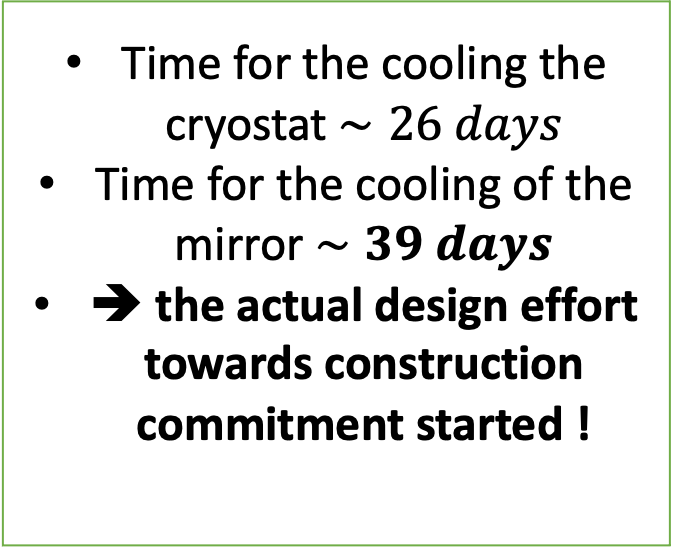 • Time for the cooling the
cryostat ~ 26 days
• Time for the cooling of the
mirror ~ 39 days
• ➔ the actual design effort
towards construction
commitment started !